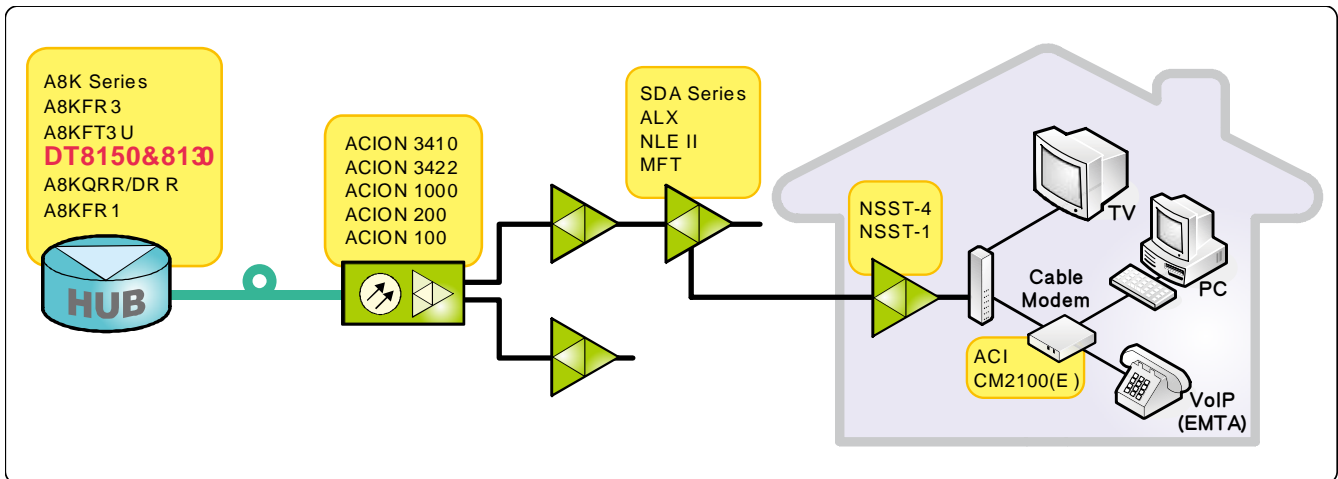 A8K Series
A8KFR3
A8KFT3U
DT8150&8130
A8KQRR/DRR
A8KFR1
HUB
ACION 3410
ACION 3422
ACION 1000
ACION 200
ACION 100
SDA Series
ALX
NLE II
MFT
NSST-4
NSST-1
TV
PC
Cable
Modem
ACI
CM2100(E)
VoIP
(EMTA)